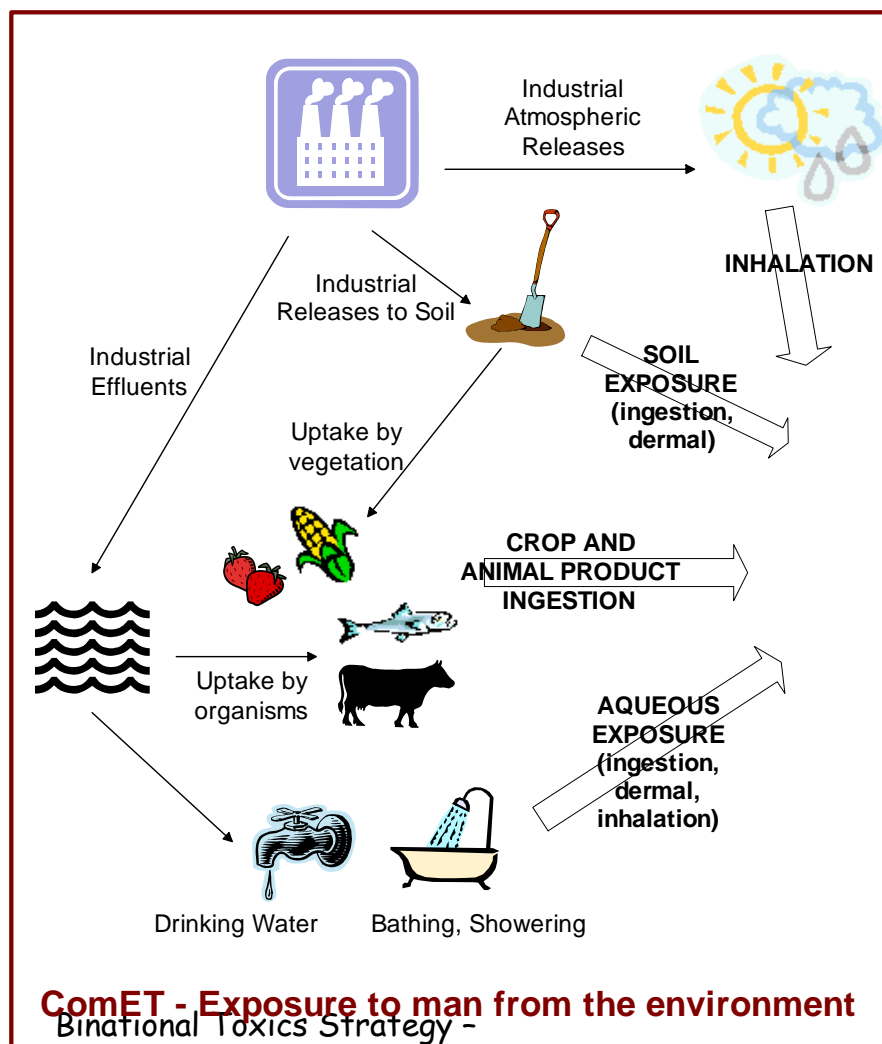 Industrial
Atmospheric
Releases
INHALATION
Industrial
Releases to Soil
SOIL
EXPOSURE
(ingestion,
dermal)
Industrial
Effluents
Uptake by
vegetation
CROP AND
ANIMAL PRODUCT
INGESTION
Uptake by
organisms
AQUEOUS
EXPOSURE
(ingestion,
dermal,
inhalation)
Drinking Water
Bathing, Showering
ComET - Exposure to man from the environment
Binational Toxics Strategy –